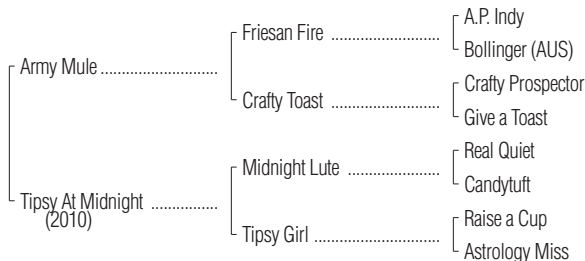 A.P. Indy
Friesan Fire ........................
Bollinger (AUS)
Army Mule ..........................
Crafty Prospector
Crafty Toast ........................
Give a Toast
Real Quiet
Midnight Lute ....................
Candytuft
Tipsy At Midnight ................
(2010)
Raise a Cup
Tipsy Girl ...........................
Astrology Miss